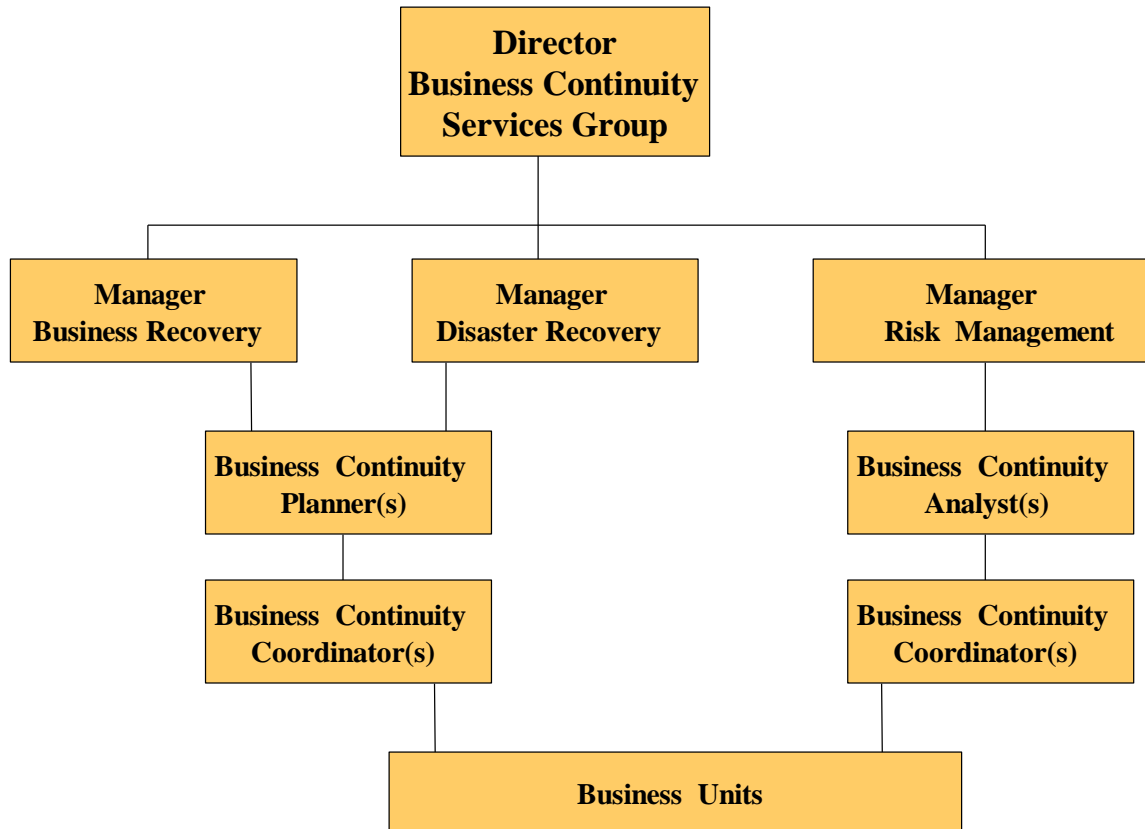 Director
Business Continuity
Services Group
Manager
Business Recovery
Manager
Disaster Recovery
Manager
Risk Management
Business Continuity
Planner(s)
Business Continuity
Analyst(s)
Business Continuity
Coordinator(s)
Business Continuity
Coordinator(s)
Business Units